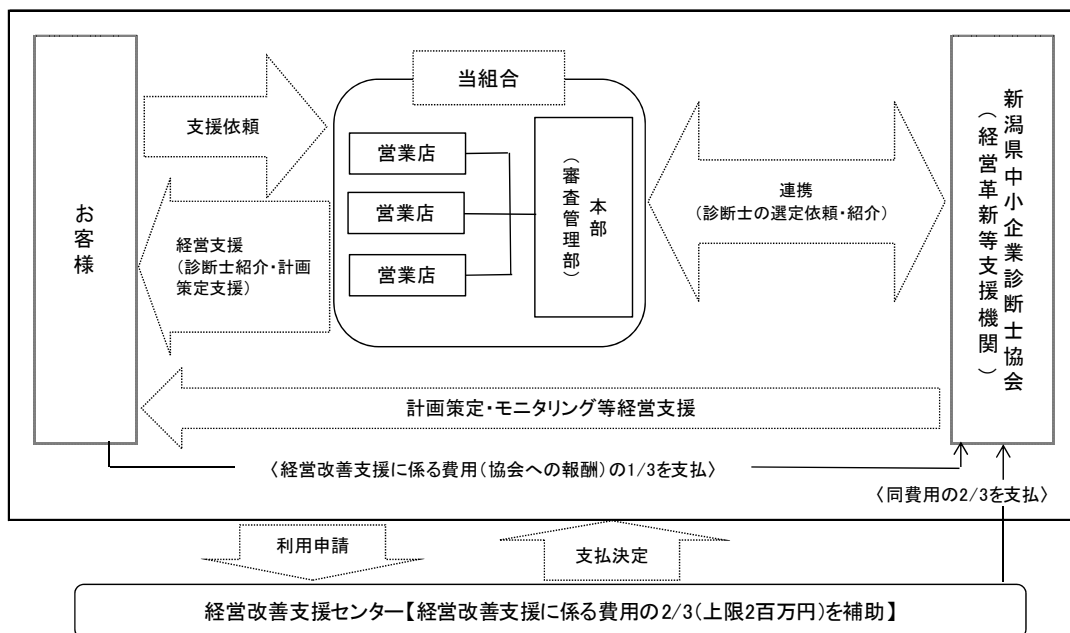 お客様
支援依頼
経営支援
(診断士紹介・計画
策定支援)
当組合
営業店
営業店
営業店
本部
(審査管理部)
連携
(診断士の選定依頼・紹介)
新潟県中小企業診断士協会
(経営革新等支援機関)
計画策定・モニタリング等経営支援
〈経営改善支援に係る費用(協会への報酬)の1/3を支払〉
〈同費用の2/3を支払〉
利用申請
支払決定
経営改善支援センター【経営改善支援に係る費用の2/3(上限2百万円)を補助】